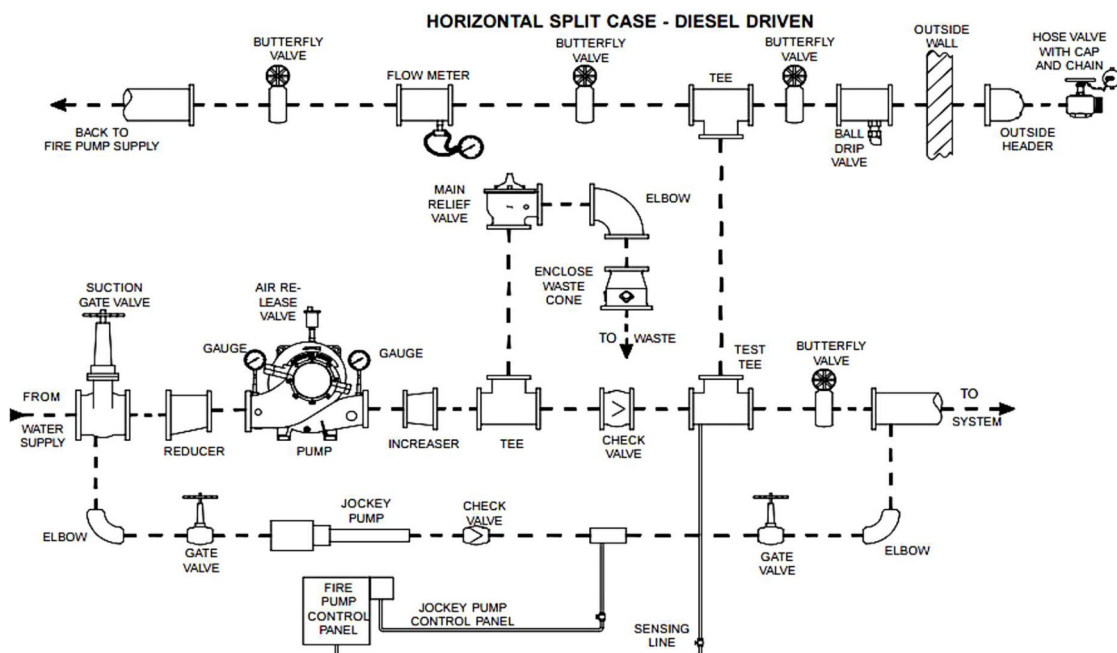 HORIZONTAL SPLIT CASE - DIESEL DRIVEN
BUTTERFLY
VALVE
FLOW METER
BUTTERFLY
VALVE
TEE
BUTTERFLY
VALVE
OUTSIDE
WALL
HOSE VALVE
WITH CAP
AND CHAIN
BACK TO
FIRE PUMP SUPPLY
BALL
DRIP
VALVE
OUTSIDE
HEADER
MAIN
RELIEF
VALVE
ELBOW
ENCLOSE
WASTE
CONE
TO WASTE
SUCTION
GATE VALVE
AIR RE-
LEASE
VALVE
GAUGE
GAUGE
TEST
TEE
BUTTERFLY
VALVE
FROM
WATER
SUPPLY
REDUCER
PUMP
INCREASER
TEE
CHECK
VALVE
TO
SYSTEM
ELBOW
GATE
VALVE
JOCKEY
PUMP
CHECK
VALVE
GATE
VALVE
ELBOW
FIRE
PUMP
CONTROL
PANEL
JOCKEY PUMP
CONTROL PANEL
SENSING
LINE